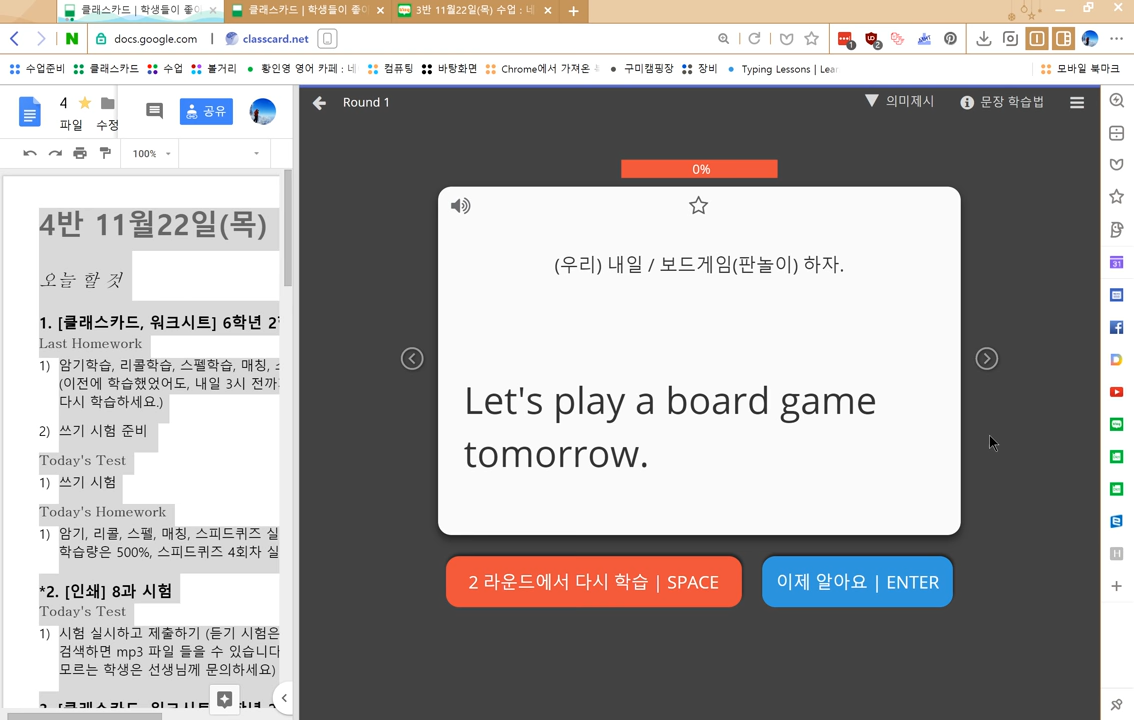 클래스카드 | 학생들이 좋아
클래스카드 | 학생들이 좋아
3반 11월22일(목) 수업 : 네
docs.google.com | classcard.net
수업준비 클래스카드 수업 볼거리 황인영 영어 카페 : 네 컴퓨팅 바탕화면 Chrome에서 가져온 구미캠핑장 장비 Typing Lessons | Lear 모바일 북마크
4
파일 수정
공유
100%
4반 11월22일(목)
오늘 할 것
1. [클래스카드, 워크시트] 6학년 2
Last Homework
1) 암기학습, 리콜학습, 스펠학습, 매칭,
(이전에 학습했었어도, 내일 3시 전까
다시 학습하세요.)
2) 쓰기 시험 준비
Today's Test
1) 쓰기 시험
Today's Homework
1) 암기, 리콜, 스펠, 매칭, 스피드퀴즈 실
학습량은 500%, 스피드퀴즈 4회차 실
*2. [인쇄] 8과 시험
Today's Test
1) 시험 실시하고 제출하기 (듣기 시험은
검색하면 mp3 파일 들을 수 있습니다
모르는 학생은 선생님께 문의하세요)
Round 1
의미제시
문장 학습법
0%
(우리) 내일 / 보드게임(판놀이) 하자.
Let's play a board game
tomorrow.
2 라운드에서 다시 학습 | SPACE
이제 알아요 | ENTER